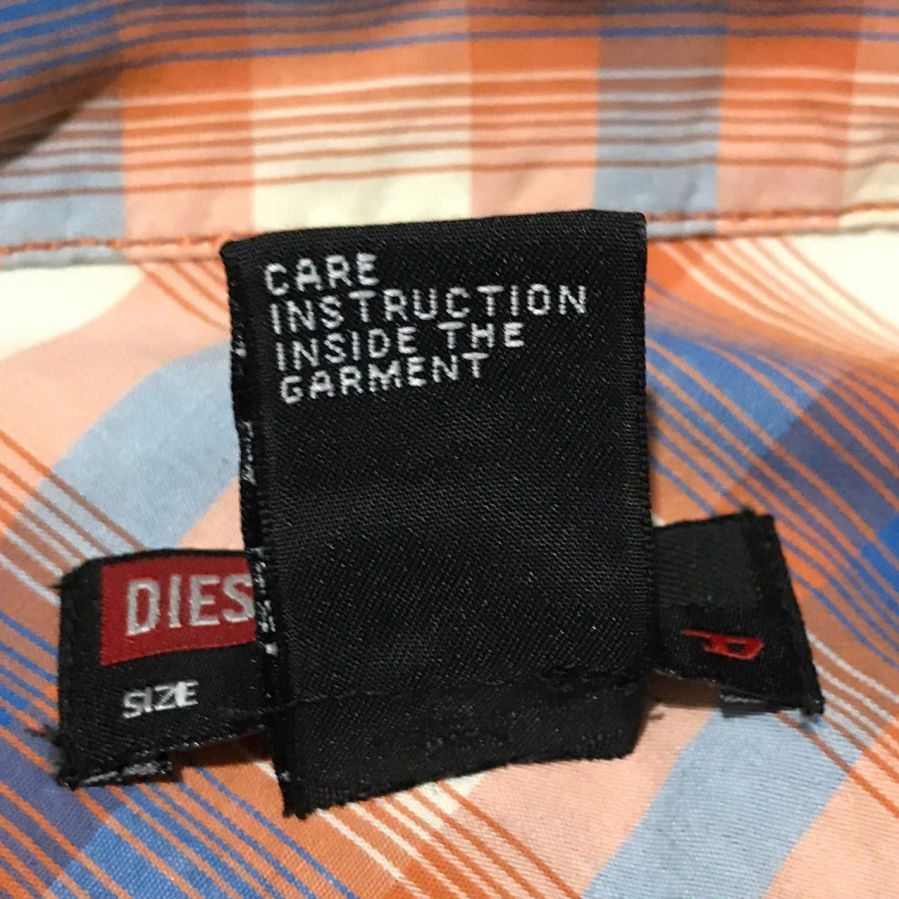 CARE
INSTRUCTION
INSIDE THE
GARMENT
DIES
SIZE